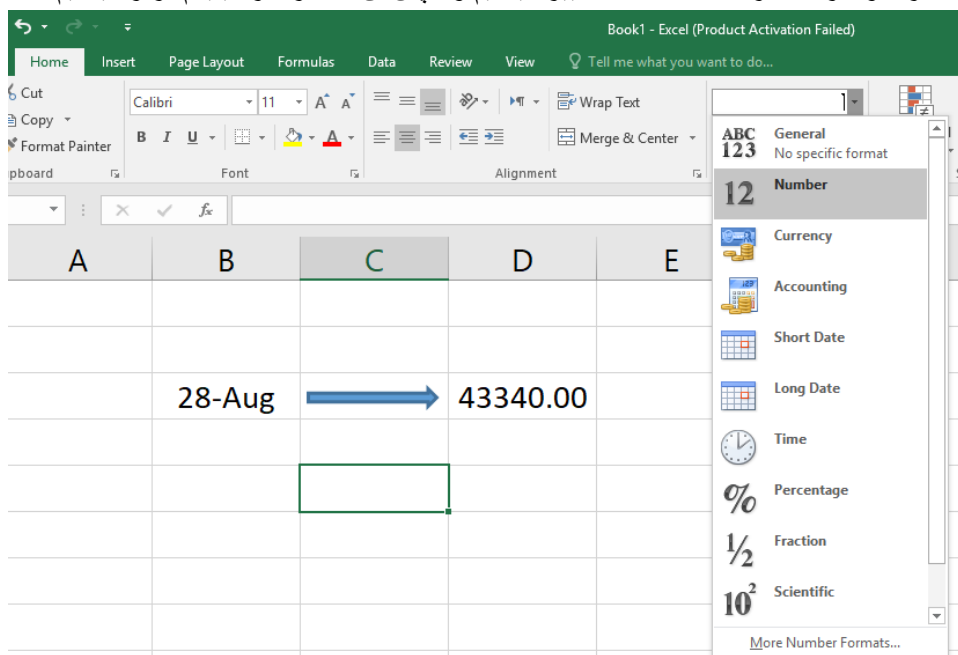 Book1 - Excel (Product Activation Failed)
Home Insert Page Layout Formulas Data Review View Tell me what you want to do...
Cut
Copy
Format Painter
Calibri 11 A A
B I U A
Wrap Text
Merge & Center
pboard Font Alignment
fx
A B C D E
28-Aug 43340.00
ABC 123 General
No specific format
12 Number
Currency
Accounting
Short Date
Long Date
Time
% Percentage
1/2 Fraction
10² Scientific
More Number Formats...